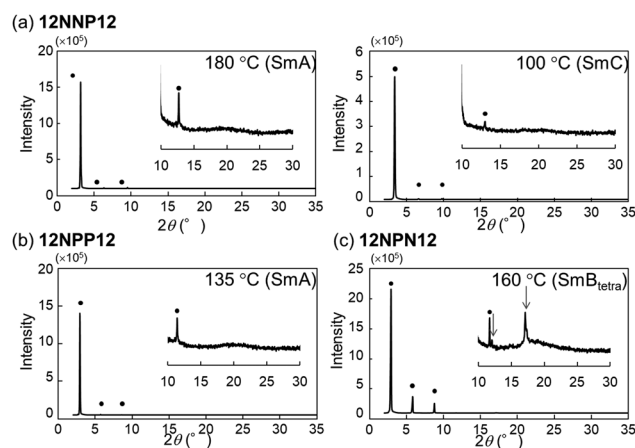 (a) 12NNP12
(×10⁵)
20
15
10
5
0
Intensity
180 °C (SmA)
10 15 20 25 30
0 5 10 15 20 25 30 35
2θ (°)
(×10⁵)
6
5
4
3
2
1
0
Intensity
100 °C (SmC)
10 15 20 25 30
0 5 10 15 20 25 30 35
2θ (°)
(b) 12NPP12
(×10⁵)
20
15
10
5
0
Intensity
135 °C (SmA)
10 15 20 25 30
0 5 10 15 20 25 30 35
2θ (°)
(c) 12NPN12
(×10⁵)
25
20
15
10
5
0
Intensity
160 °C (SmBtetra)
10 15 20 25 30
0 5 10 15 20 25 30 35
2θ (°)